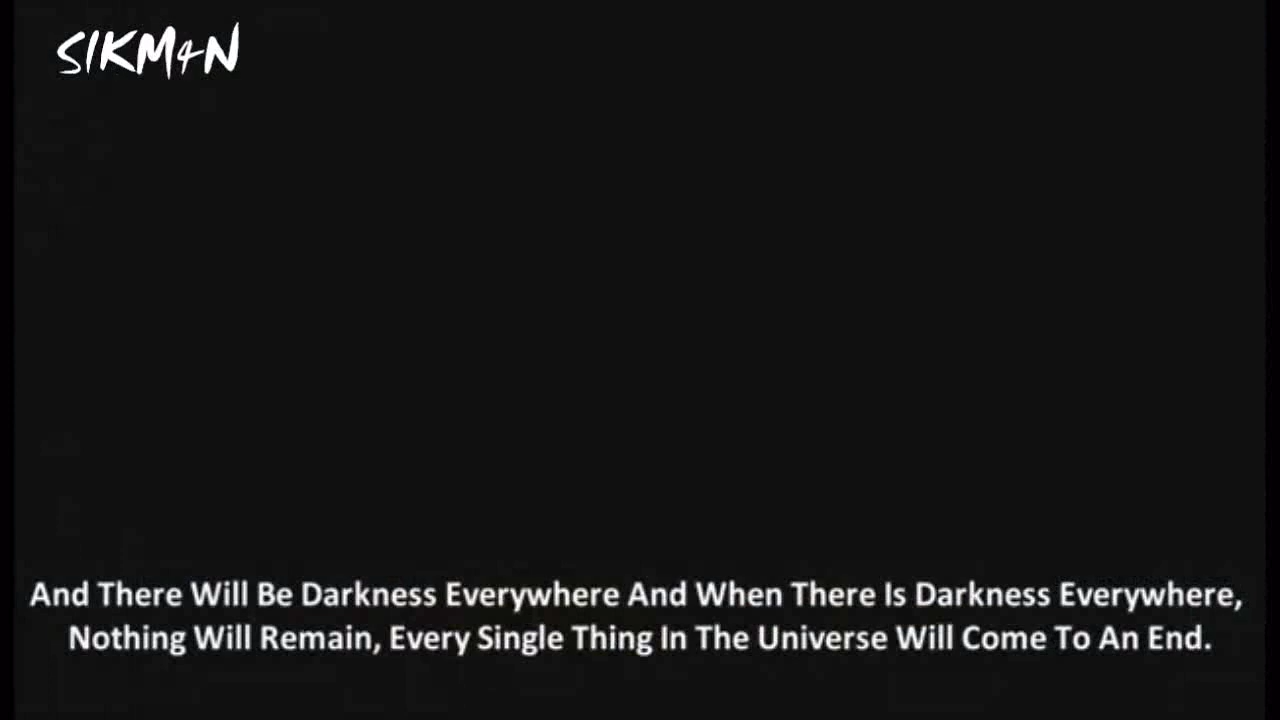 SIKM4N
And There Will Be Darkness Everywhere And When There Is Darkness Everywhere,
Nothing Will Remain, Every Single Thing In The Universe Will Come To An End.